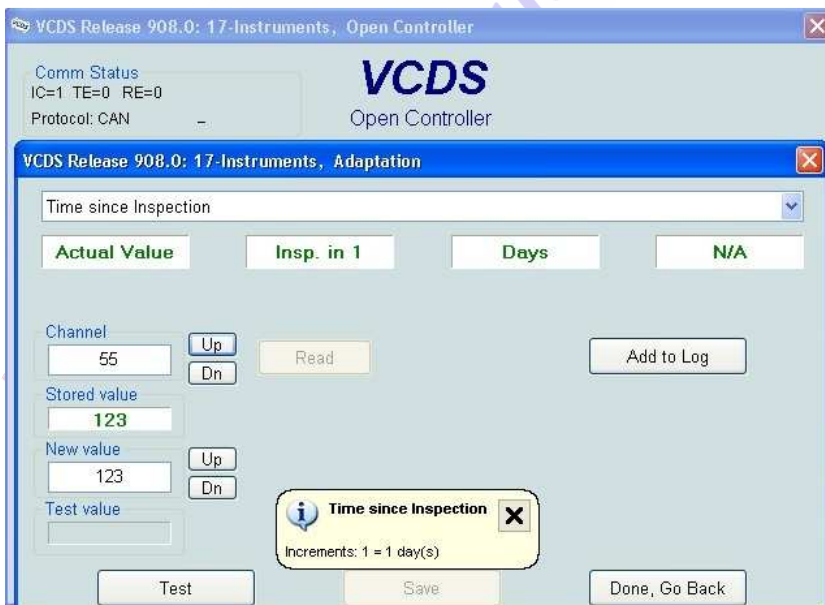 VCDS Release 908.0: 17-Instruments, Open Controller
Comm Status
IC=1 TE=0 RE=0
Protocol: CAN –
VCDS
Open Controller
VCDS Release 908.0: 17-Instruments, Adaptation
Time since Inspection
Actual Value Insp. in 1 Days N/A
Channel
55
Up
Dn
Read
Add to Log
Stored value
123
New value
123
Up
Dn
Test value
Time since Inspection
Increments: 1 = 1 day(s)
Test Save Done, Go Back